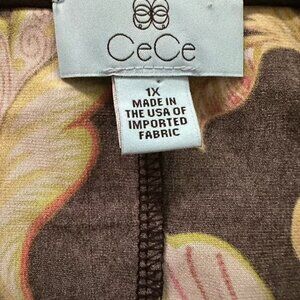 CeCe
1X
MADE IN
THE USA OF
IMPORTED
FABRIC